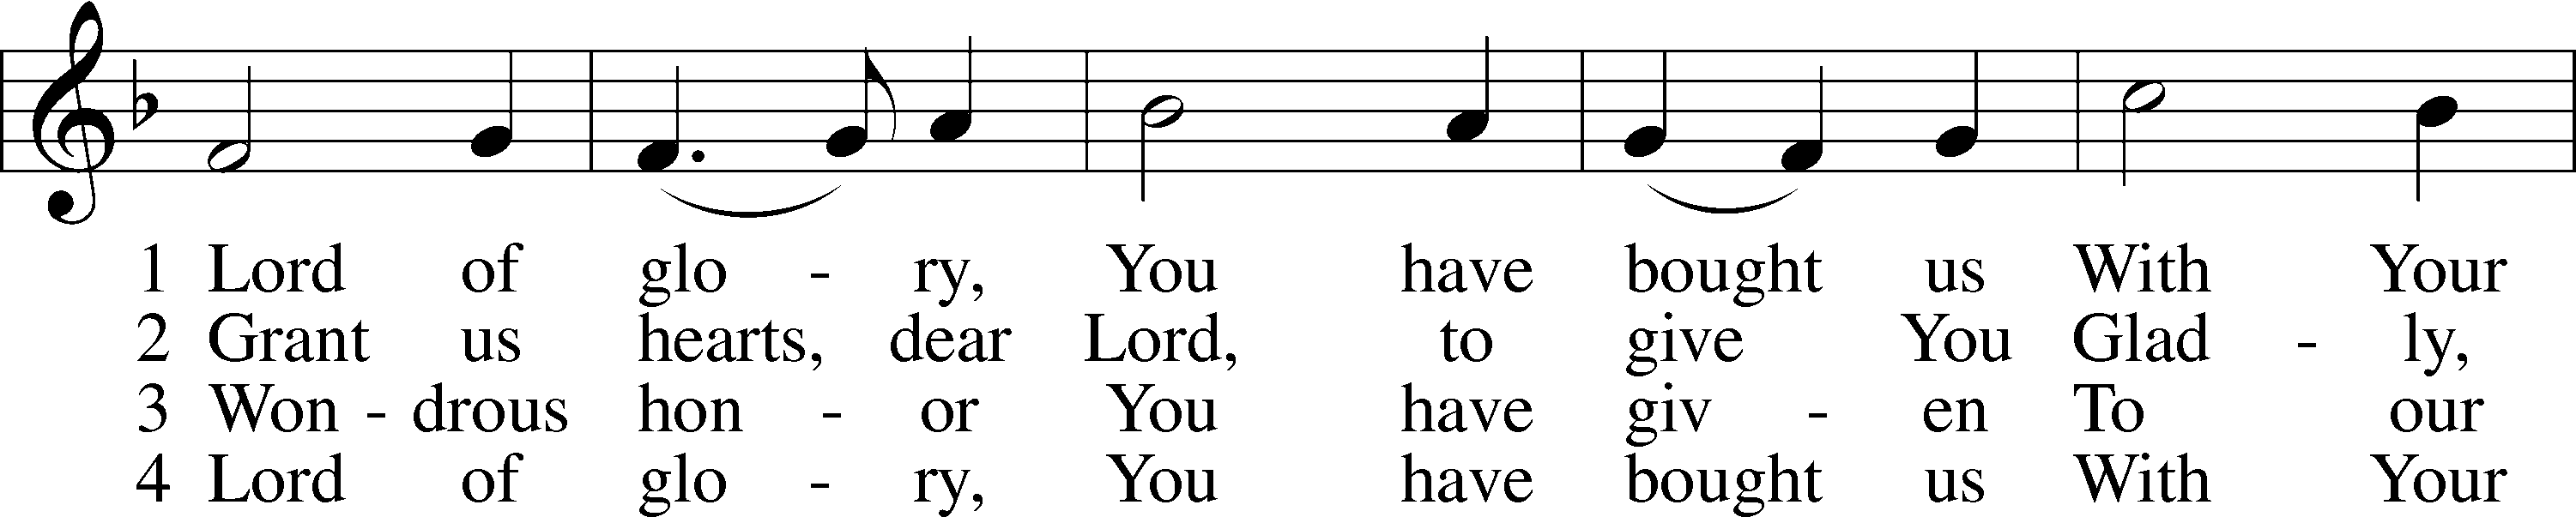 1 Lord of glo - ry, You have bought us With Your
2 Grant us hearts, dear Lord, to give You Glad - ly,
3 Won - drous hon - or You have giv - en To our
4 Lord of glo - ry, You have bought us With Your